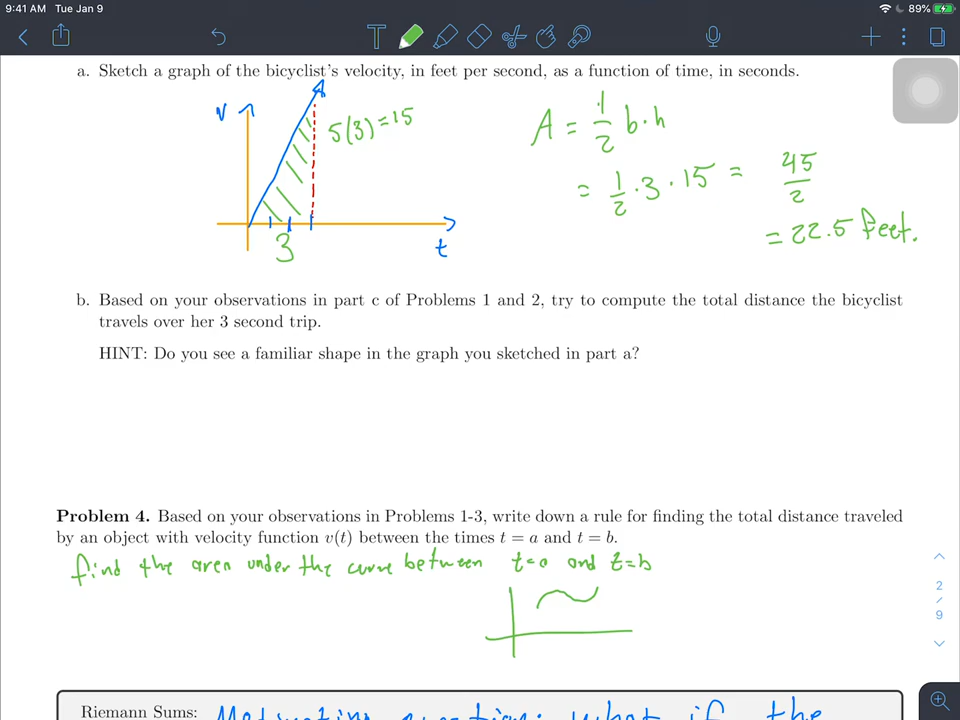 9:41 AM Tue Jan 9
89%
a. Sketch a graph of the bicyclist's velocity, in feet per second, as a function of time, in seconds.
v
5(3)=15
3
t
A = 1/2 b·h
= 1/2 · 3 · 15 = 45/2
= 22.5 feet.
b. Based on your observations in part c of Problems 1 and 2, try to compute the total distance the bicyclist
travels over her 3 second trip.
HINT: Do you see a familiar shape in the graph you sketched in part a?
Problem 4. Based on your observations in Problems 1-3, write down a rule for finding the total distance traveled
by an object with velocity function v(t) between the times t = a and t = b.
find the area under the curve between t=a and t=b
2
/
9
Riemann Sums: Motivating question: what if the